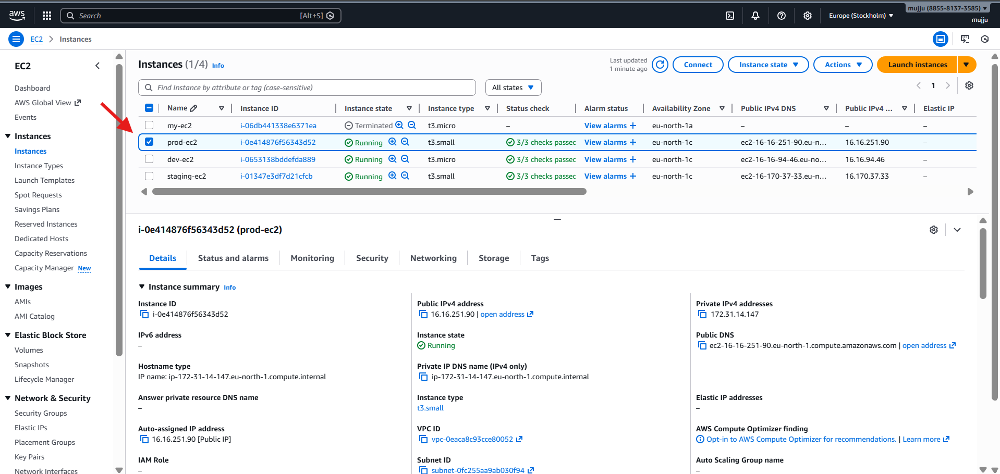 aws
Search [Alt+S]
Europe (Stockholm)
mujju (8855-8137-3585)
mujju
EC2 Instances
EC2
Dashboard
AWS Global View
Events
Instances
Instances
Instance Types
Launch Templates
Spot Requests
Savings Plans
Reserved Instances
Dedicated Hosts
Capacity Reservations
Capacity Manager New
Images
AMIs
AMI Catalog
Elastic Block Store
Volumes
Snapshots
Lifecycle Manager
Network & Security
Security Groups
Elastic IPs
Placement Groups
Key Pairs
Network Interfaces
Instances (1/4) Info
Last updated
1 minute ago
Connect
Instance state
Actions
Launch instances
Find Instance by attribute or tag (case-sensitive)
All states
1
Name Instance ID Instance state Instance type Status check Alarm status Availability Zone Public IPv4 DNS Public IPv4 ... Elastic IP
my-ec2 i-06db441338e6371ea Terminated t3.micro – View alarms + eu-north-1a – – –
prod-ec2 i-0e414876f56343d52 Running t3.small 3/3 checks passec View alarms + eu-north-1c ec2-16-16-251-90.eu-n... 16.16.251.90 –
dev-ec2 i-0653138bddefda889 Running t3.micro 3/3 checks passec View alarms + eu-north-1c ec2-16-16-94-46.eu-no... 16.16.94.46 –
staging-ec2 i-01347e3df7d21cfcb Running t3.small 3/3 checks passec View alarms + eu-north-1c ec2-16-170-37-33.eu-n... 16.170.37.33 –
i-0e414876f56343d52 (prod-ec2)
Details Status and alarms Monitoring Security Networking Storage Tags
Instance summary Info
Instance ID
i-0e414876f56343d52
Public IPv4 address
16.16.251.90 | open address
Private IPv4 addresses
172.31.14.147
IPv6 address
–
Instance state
Running
Public DNS
ec2-16-16-251-90.eu-north-1.compute.amazonaws.com | open address
Hostname type
IP name: ip-172-31-14-147.eu-north-1.compute.internal
Private IP DNS name (IPv4 only)
ip-172-31-14-147.eu-north-1.compute.internal
Answer private resource DNS name
–
Instance type
t3.small
Elastic IP addresses
–
Auto-assigned IP address
16.16.251.90 [Public IP]
VPC ID
vpc-0eaca8c93cce80052
AWS Compute Optimizer finding
Opt-in to AWS Compute Optimizer for recommendations. | Learn more
IAM Role
–
Subnet ID
subnet-0fc255aa9ab030f94
Auto Scaling Group name
–